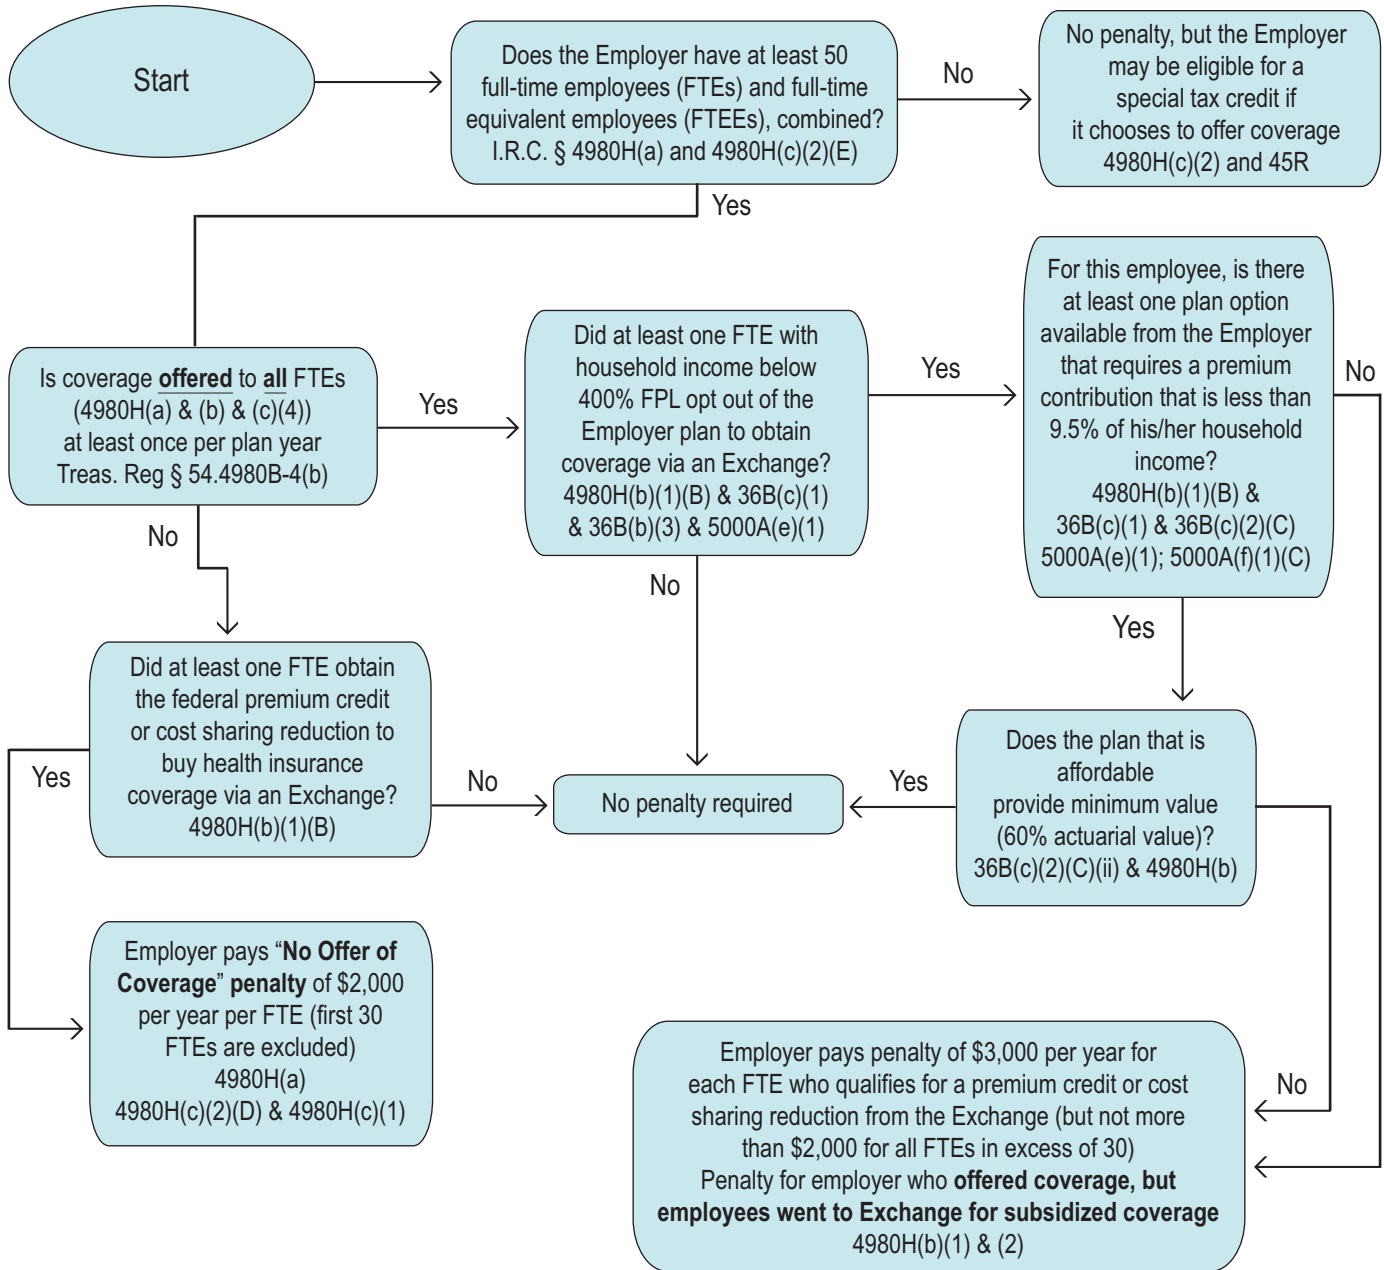 Start
Does the Employer have at least 50
full-time employees (FTEs) and full-time
equivalent employees (FTEEs), combined?
I.R.C. § 4980H(a) and 4980H(c)(2)(E)
No
No penalty, but the Employer
may be eligible for a
special tax credit if
it chooses to offer coverage
4980H(c)(2) and 45R
Yes
Is coverage offered to all FTEs
(4980H(a) & (b) & (c)(4))
at least once per plan year
Treas. Reg § 54.4980B-4(b)
Yes
Did at least one FTE with
household income below
400% FPL opt out of the
Employer plan to obtain
coverage via an Exchange?
4980H(b)(1)(B) & 36B(c)(1)
& 36B(b)(3) & 5000A(e)(1)
Yes
For this employee, is there
at least one plan option
available from the Employer
that requires a premium
contribution that is less than
9.5% of his/her household
income?
4980H(b)(1)(B) &
36B(c)(1) & 36B(c)(2)(C)
5000A(e)(1); 5000A(f)(1)(C)
No
No
No
Yes
Did at least one FTE obtain
the federal premium credit
or cost sharing reduction to
buy health insurance
coverage via an Exchange?
4980H(b)(1)(B)
Yes
No
No penalty required
Yes
Does the plan that is
affordable
provide minimum value
(60% actuarial value)?
36B(c)(2)(C)(ii) & 4980H(b)
Employer pays “No Offer of
Coverage” penalty of $2,000
per year per FTE (first 30
FTEs are excluded)
4980H(a)
4980H(c)(2)(D) & 4980H(c)(1)
Employer pays penalty of $3,000 per year for
each FTE who qualifies for a premium credit or cost
sharing reduction from the Exchange (but not more
than $2,000 for all FTEs in excess of 30)
Penalty for employer who offered coverage, but
employees went to Exchange for subsidized coverage
4980H(b)(1) & (2)
No